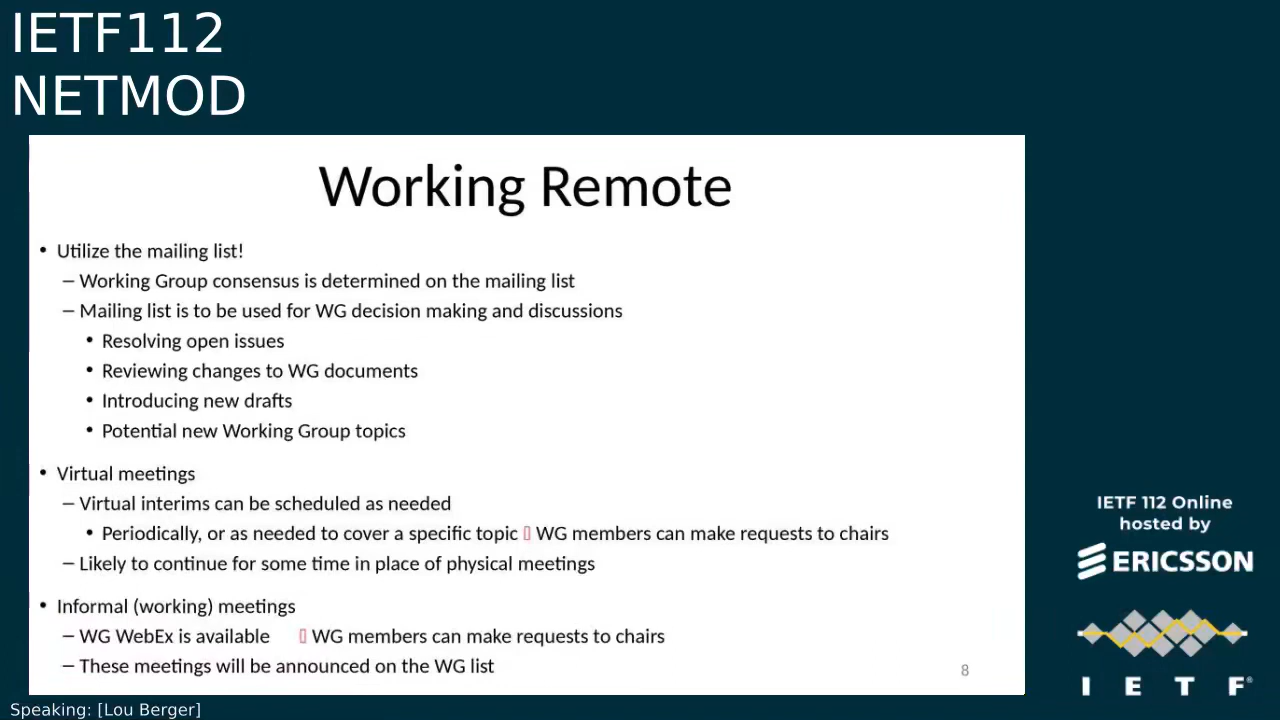 IETF112
NETMOD
Working Remote
• Utilize the mailing list!
– Working Group consensus is determined on the mailing list
– Mailing list is to be used for WG decision making and discussions
• Resolving open issues
• Reviewing changes to WG documents
• Introducing new drafts
• Potential new Working Group topics
• Virtual meetings
– Virtual interims can be scheduled as needed
• Periodically, or as needed to cover a specific topic ▯ WG members can make requests to chairs
– Likely to continue for some time in place of physical meetings
• Informal (working) meetings
– WG WebEx is available ▯ WG members can make requests to chairs
– These meetings will be announced on the WG list
8
IETF 112 Online
hosted by
ERICSSON
I E T F®
Speaking: [Lou Berger]